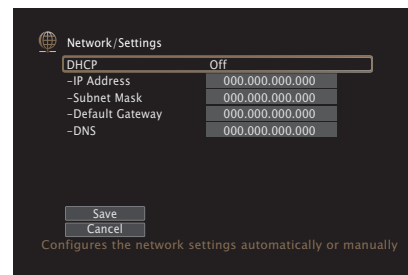 Network/Settings
DHCP Off
-IP Address 000.000.000.000
-Subnet Mask 000.000.000.000
-Default Gateway 000.000.000.000
-DNS 000.000.000.000
Save
Cancel
Configures the network settings automatically or manually